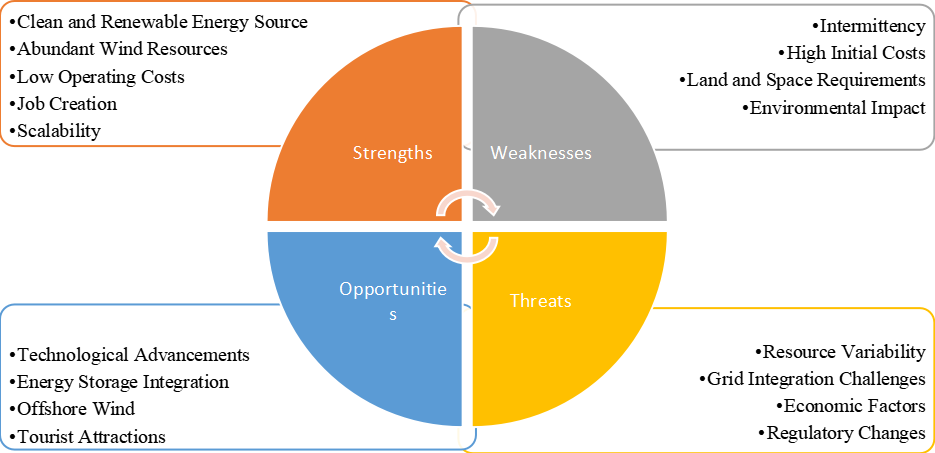 •Clean and Renewable Energy Source
•Abundant Wind Resources
•Low Operating Costs
•Job Creation
•Scalability
•Intermittency
•High Initial Costs
•Land and Space Requirements
•Environmental Impact
Strengths
Weaknesses
Opportunitie
s
Threats
•Technological Advancements
•Energy Storage Integration
•Offshore Wind
•Tourist Attractions
•Resource Variability
•Grid Integration Challenges
•Economic Factors
•Regulatory Changes